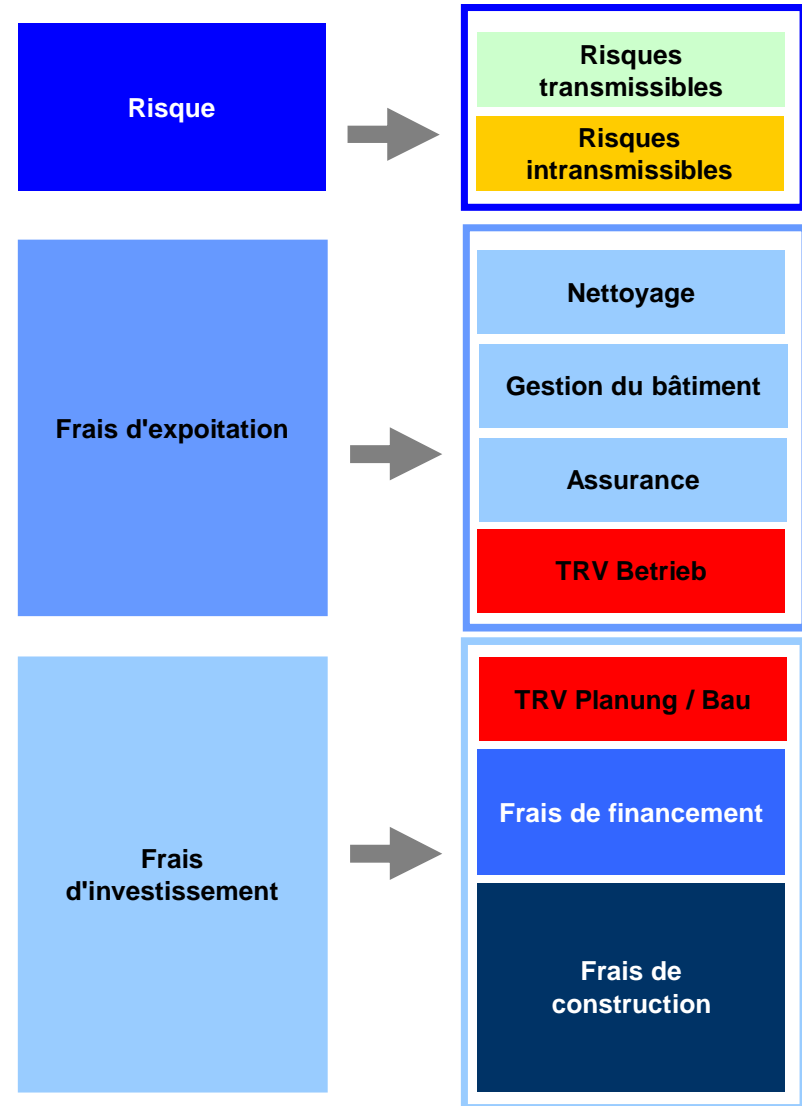 Risque
Risques
transmissibles
Risques
intransmissibles
Frais d'expoitation
Nettoyage
Gestion du bâtiment
Assurance
TRV Betrieb
Frais
d'investissement
TRV Planung / Bau
Frais de financement
Frais de
construction